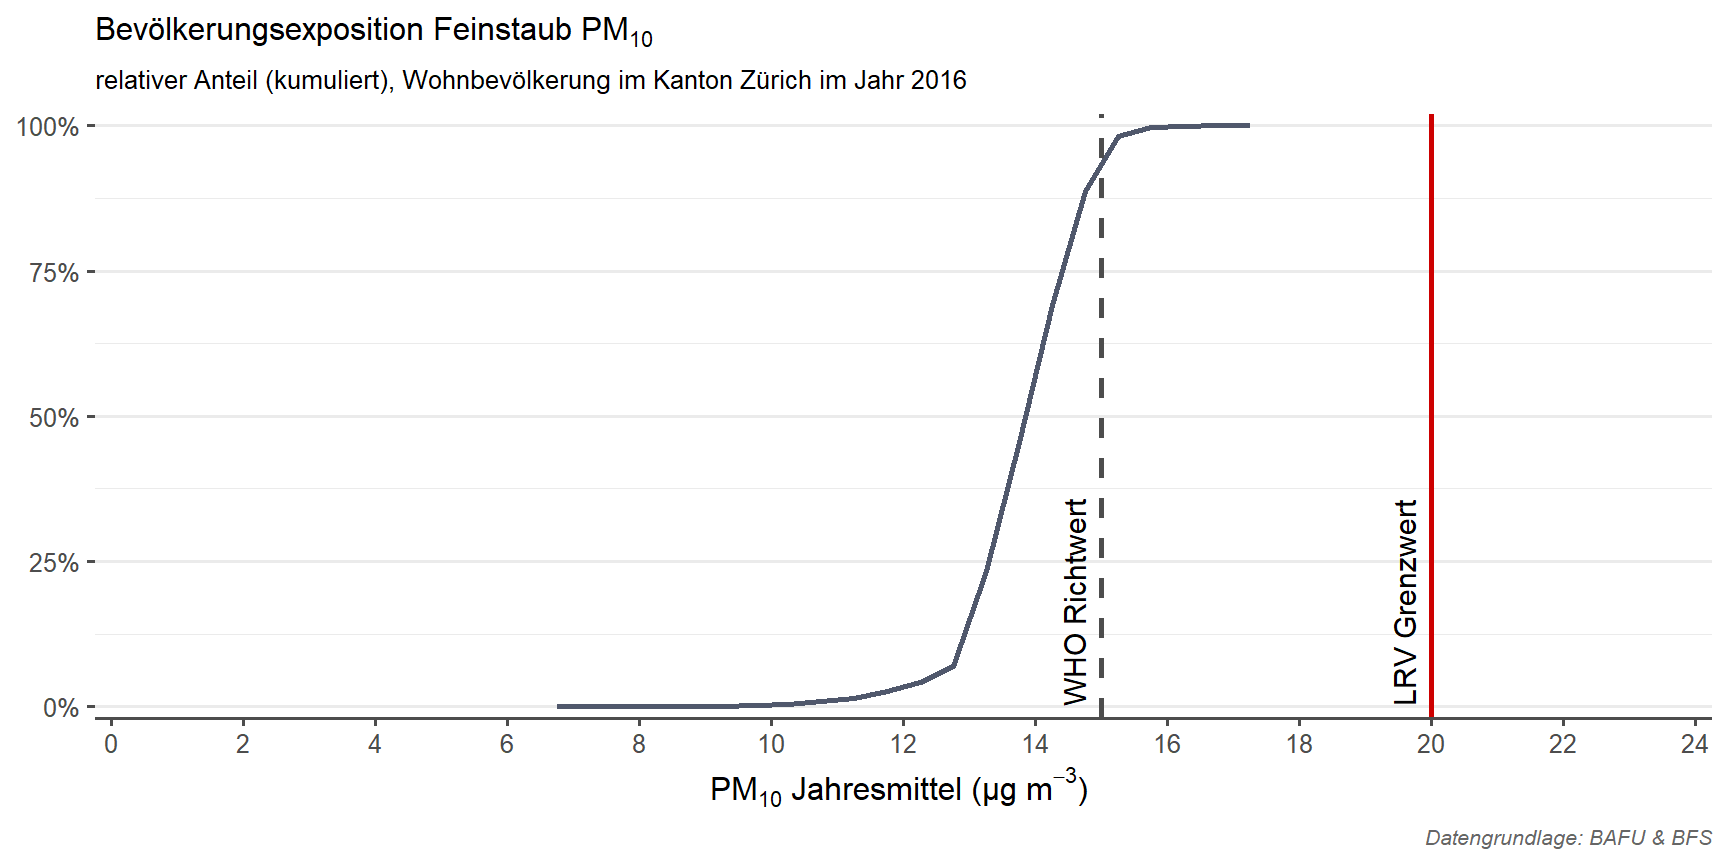 Bevölkerungsexposition Feinstaub PM₁₀
relativer Anteil (kumuliert), Wohnbevölkerung im Kanton Zürich im Jahr 2016
100%
75%
50%
25%
0%
WHO Richtwert
LRV Grenzwert
0 2 4 6 8 10 12 14 16 18 20 22 24
PM₁₀ Jahresmittel (µg m⁻³)
Datengrundlage: BAFU & BFS